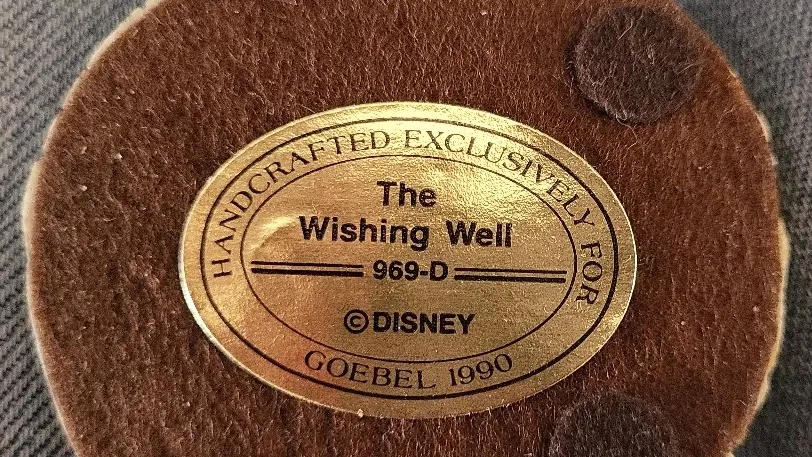 HANDCRAFTED EXCLUSIVELY FOR
The
Wishing Well
969-D
©DISNEY
GOEBEL 1990